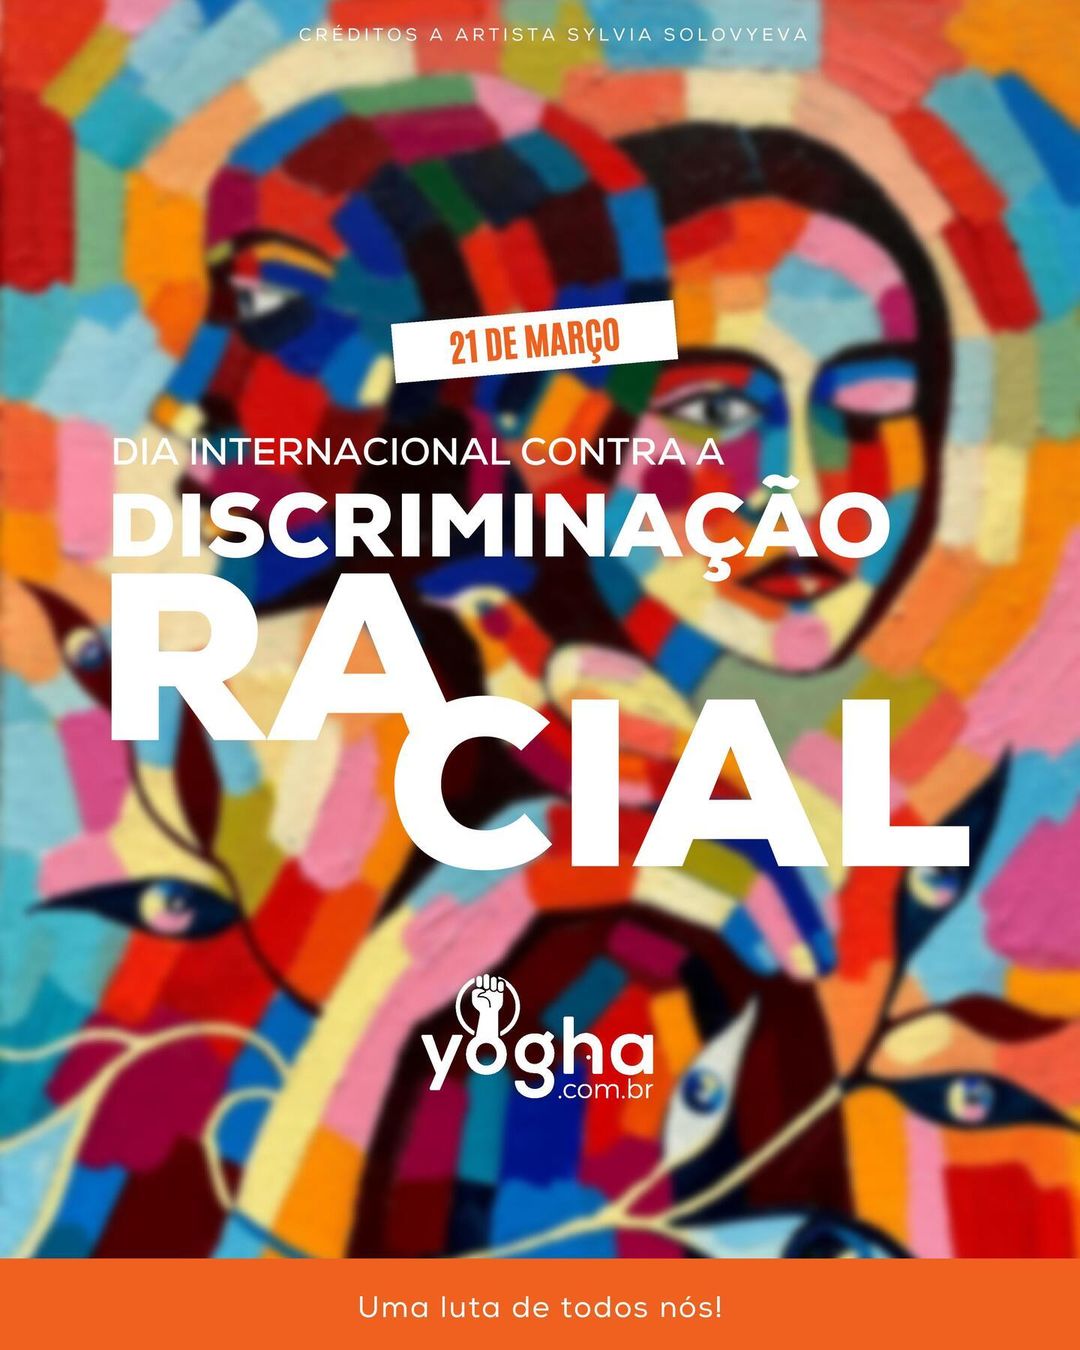 CRÉDITOS A ARTISTA SYLVIA SOLOVYEVA
21 DE MARÇO
DIA INTERNACIONAL CONTRA A
DISCRIMINAÇÃO
RA
CIAL
yogha
.com.br
Uma luta de todos nós!